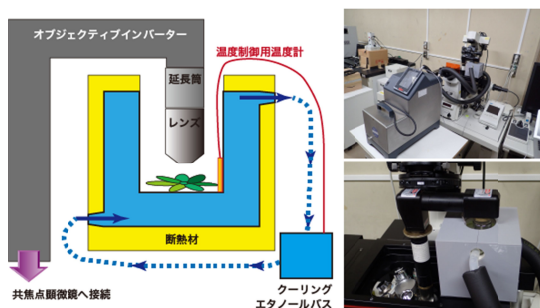 オブジェクティブインバーター
温度制御用温度計
延長筒
レンズ
断熱材
共焦点顕微鏡へ接続
クーリング
エタノールバス